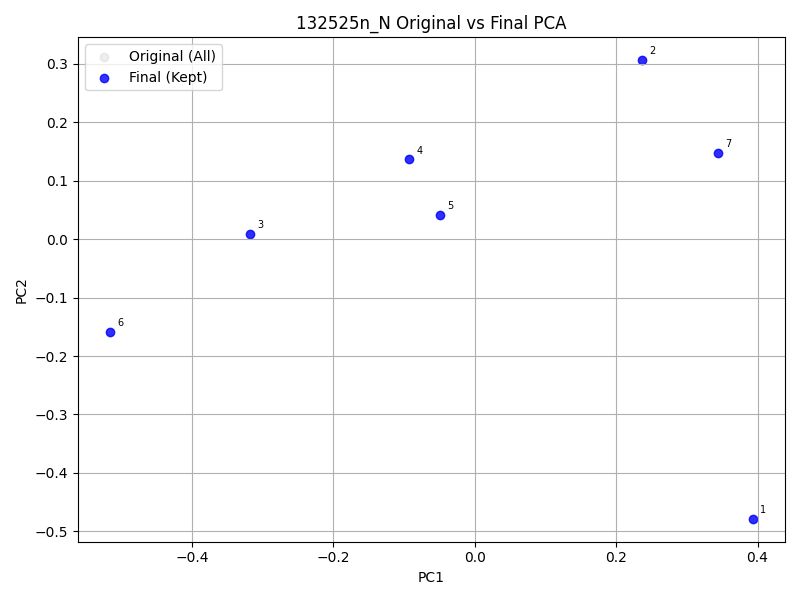 132525n_N Original vs Final PCA
Original (All)
Final (Kept)
2
7
4
5
3
6
1
0.3
0.2
0.1
0.0
−0.1
−0.2
−0.3
−0.4
−0.5
PC2
−0.4 −0.2 0.0 0.2 0.4
PC1